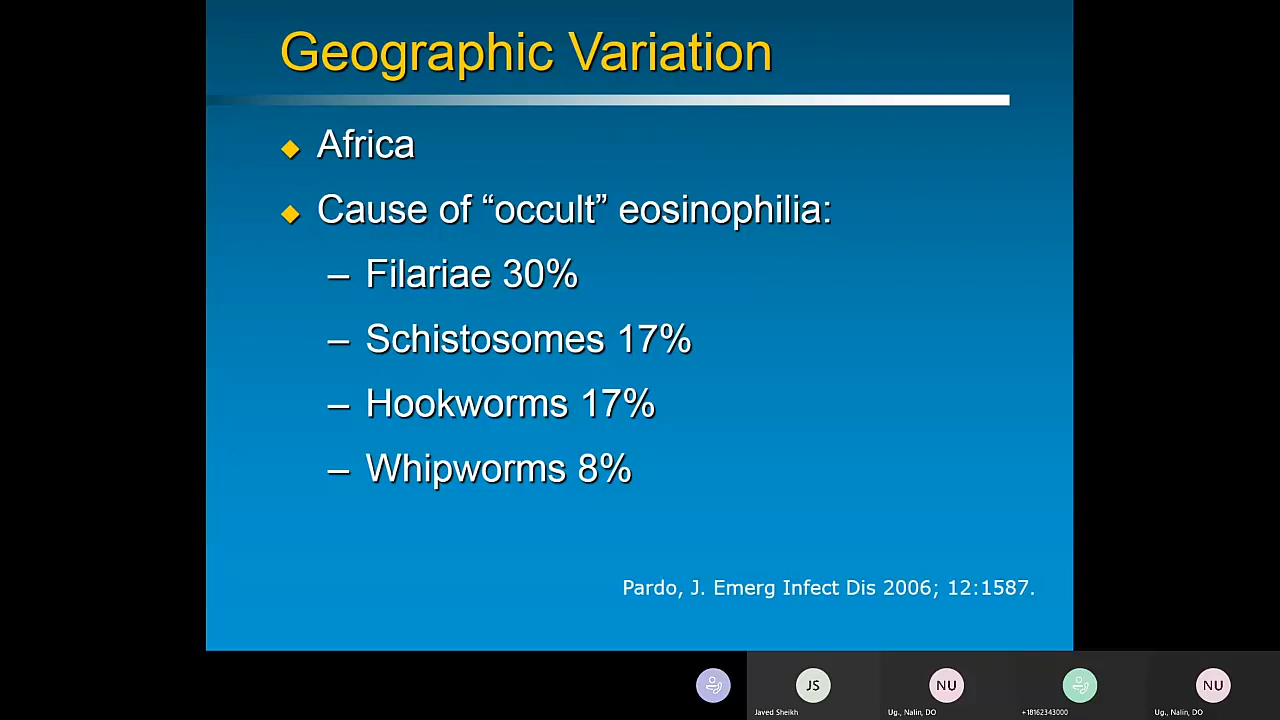 Geographic Variation
Africa
Cause of “occult” eosinophilia:
– Filariae 30%
– Schistosomes 17%
– Hookworms 17%
– Whipworms 8%
Pardo, J. Emerg Infect Dis 2006; 12:1587.
JS
NU
NU
Javed Sheikh
Ug., Nalin, DO
+18162343000
Ug., Nalin, DO